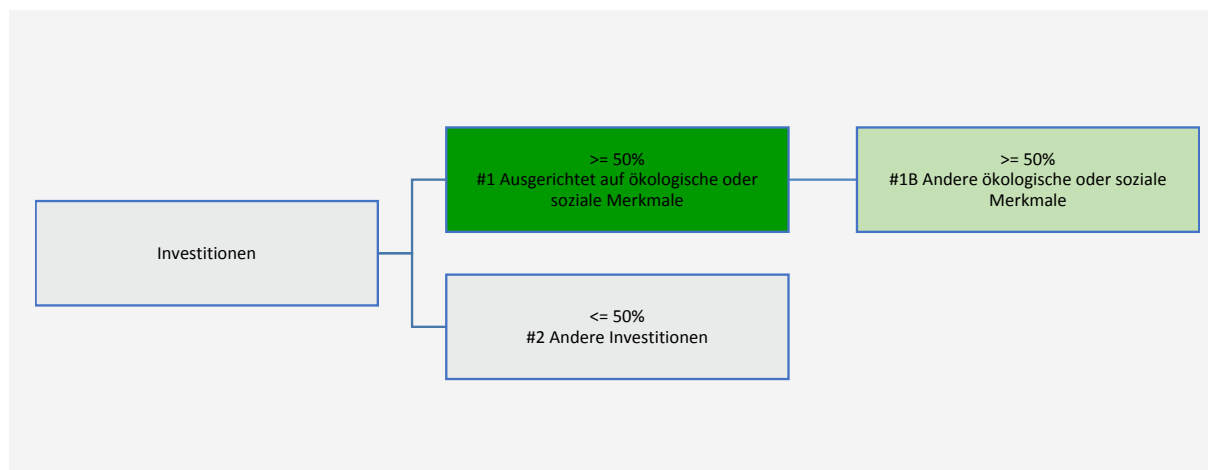 >= 50%
#1 Ausgerichtet auf ökologische oder
soziale Merkmale
>= 50%
#1B Andere ökologische oder soziale
Merkmale
Investitionen
<= 50%
#2 Andere Investitionen